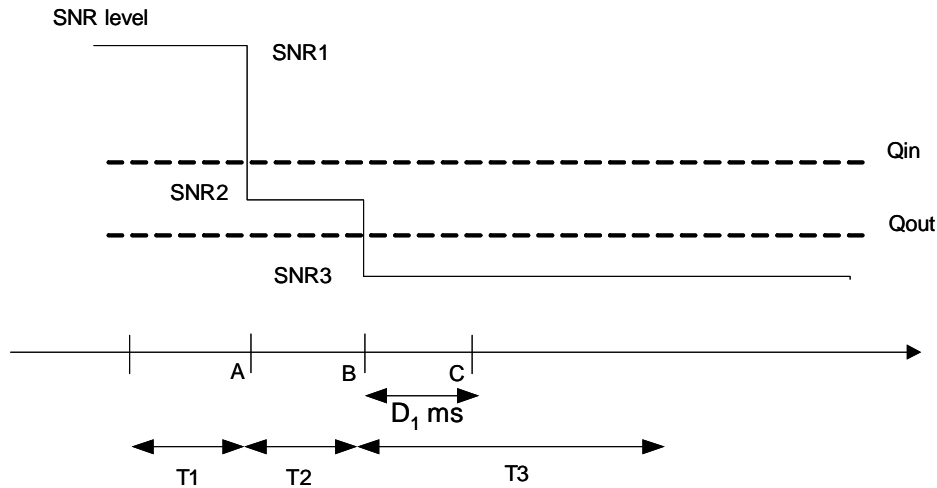 SNR level
SNR1
Qin
SNR2
Qout
SNR3
A B C
D₁ ms
T1 T2 T3